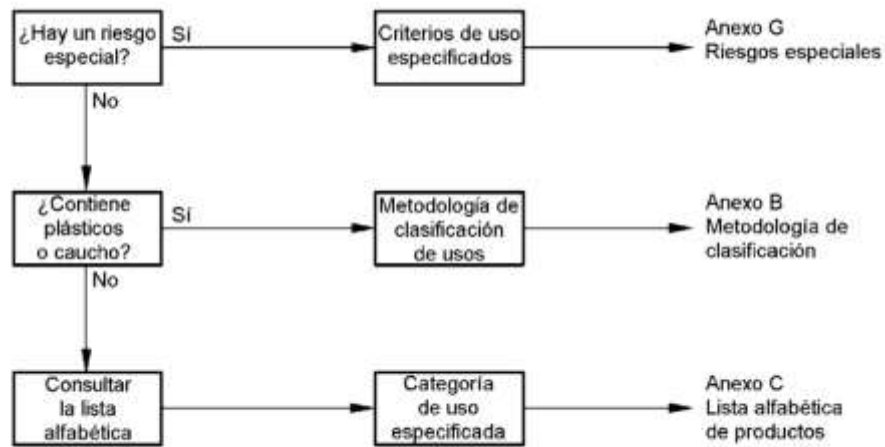 ¿Hay un riesgo
especial?
Sí
Criterios de uso
especificados
Anexo G
Riesgos especiales
No
¿Contiene
plásticos
o caucho?
Sí
Metodología de
clasificación
de usos
Anexo B
Metodología de
clasificación
No
Consultar
la lista
alfabética
Categoría
de uso
especificada
Anexo C
Lista alfabética
de productos